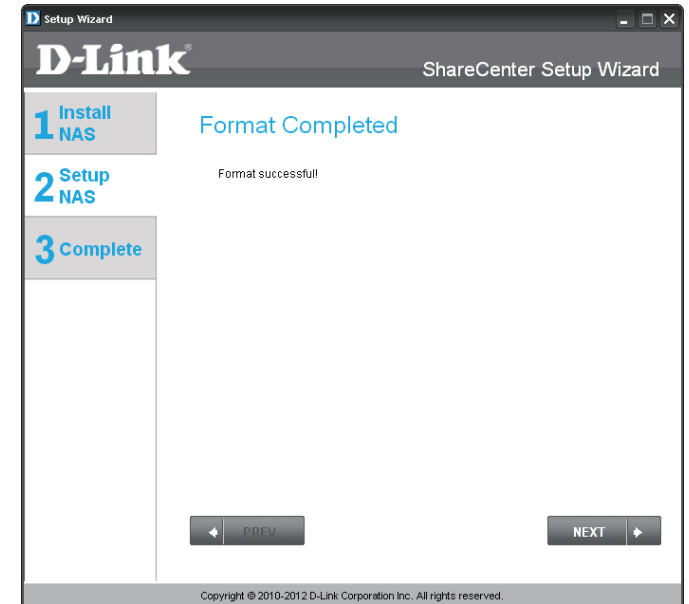 Setup Wizard
D-Link®
ShareCenter Setup Wizard
1 Install
NAS
2 Setup
NAS
3 Complete
Format Completed
Format successful!
PREV
NEXT
Copyright © 2010-2012 D-Link Corporation Inc. All rights reserved.